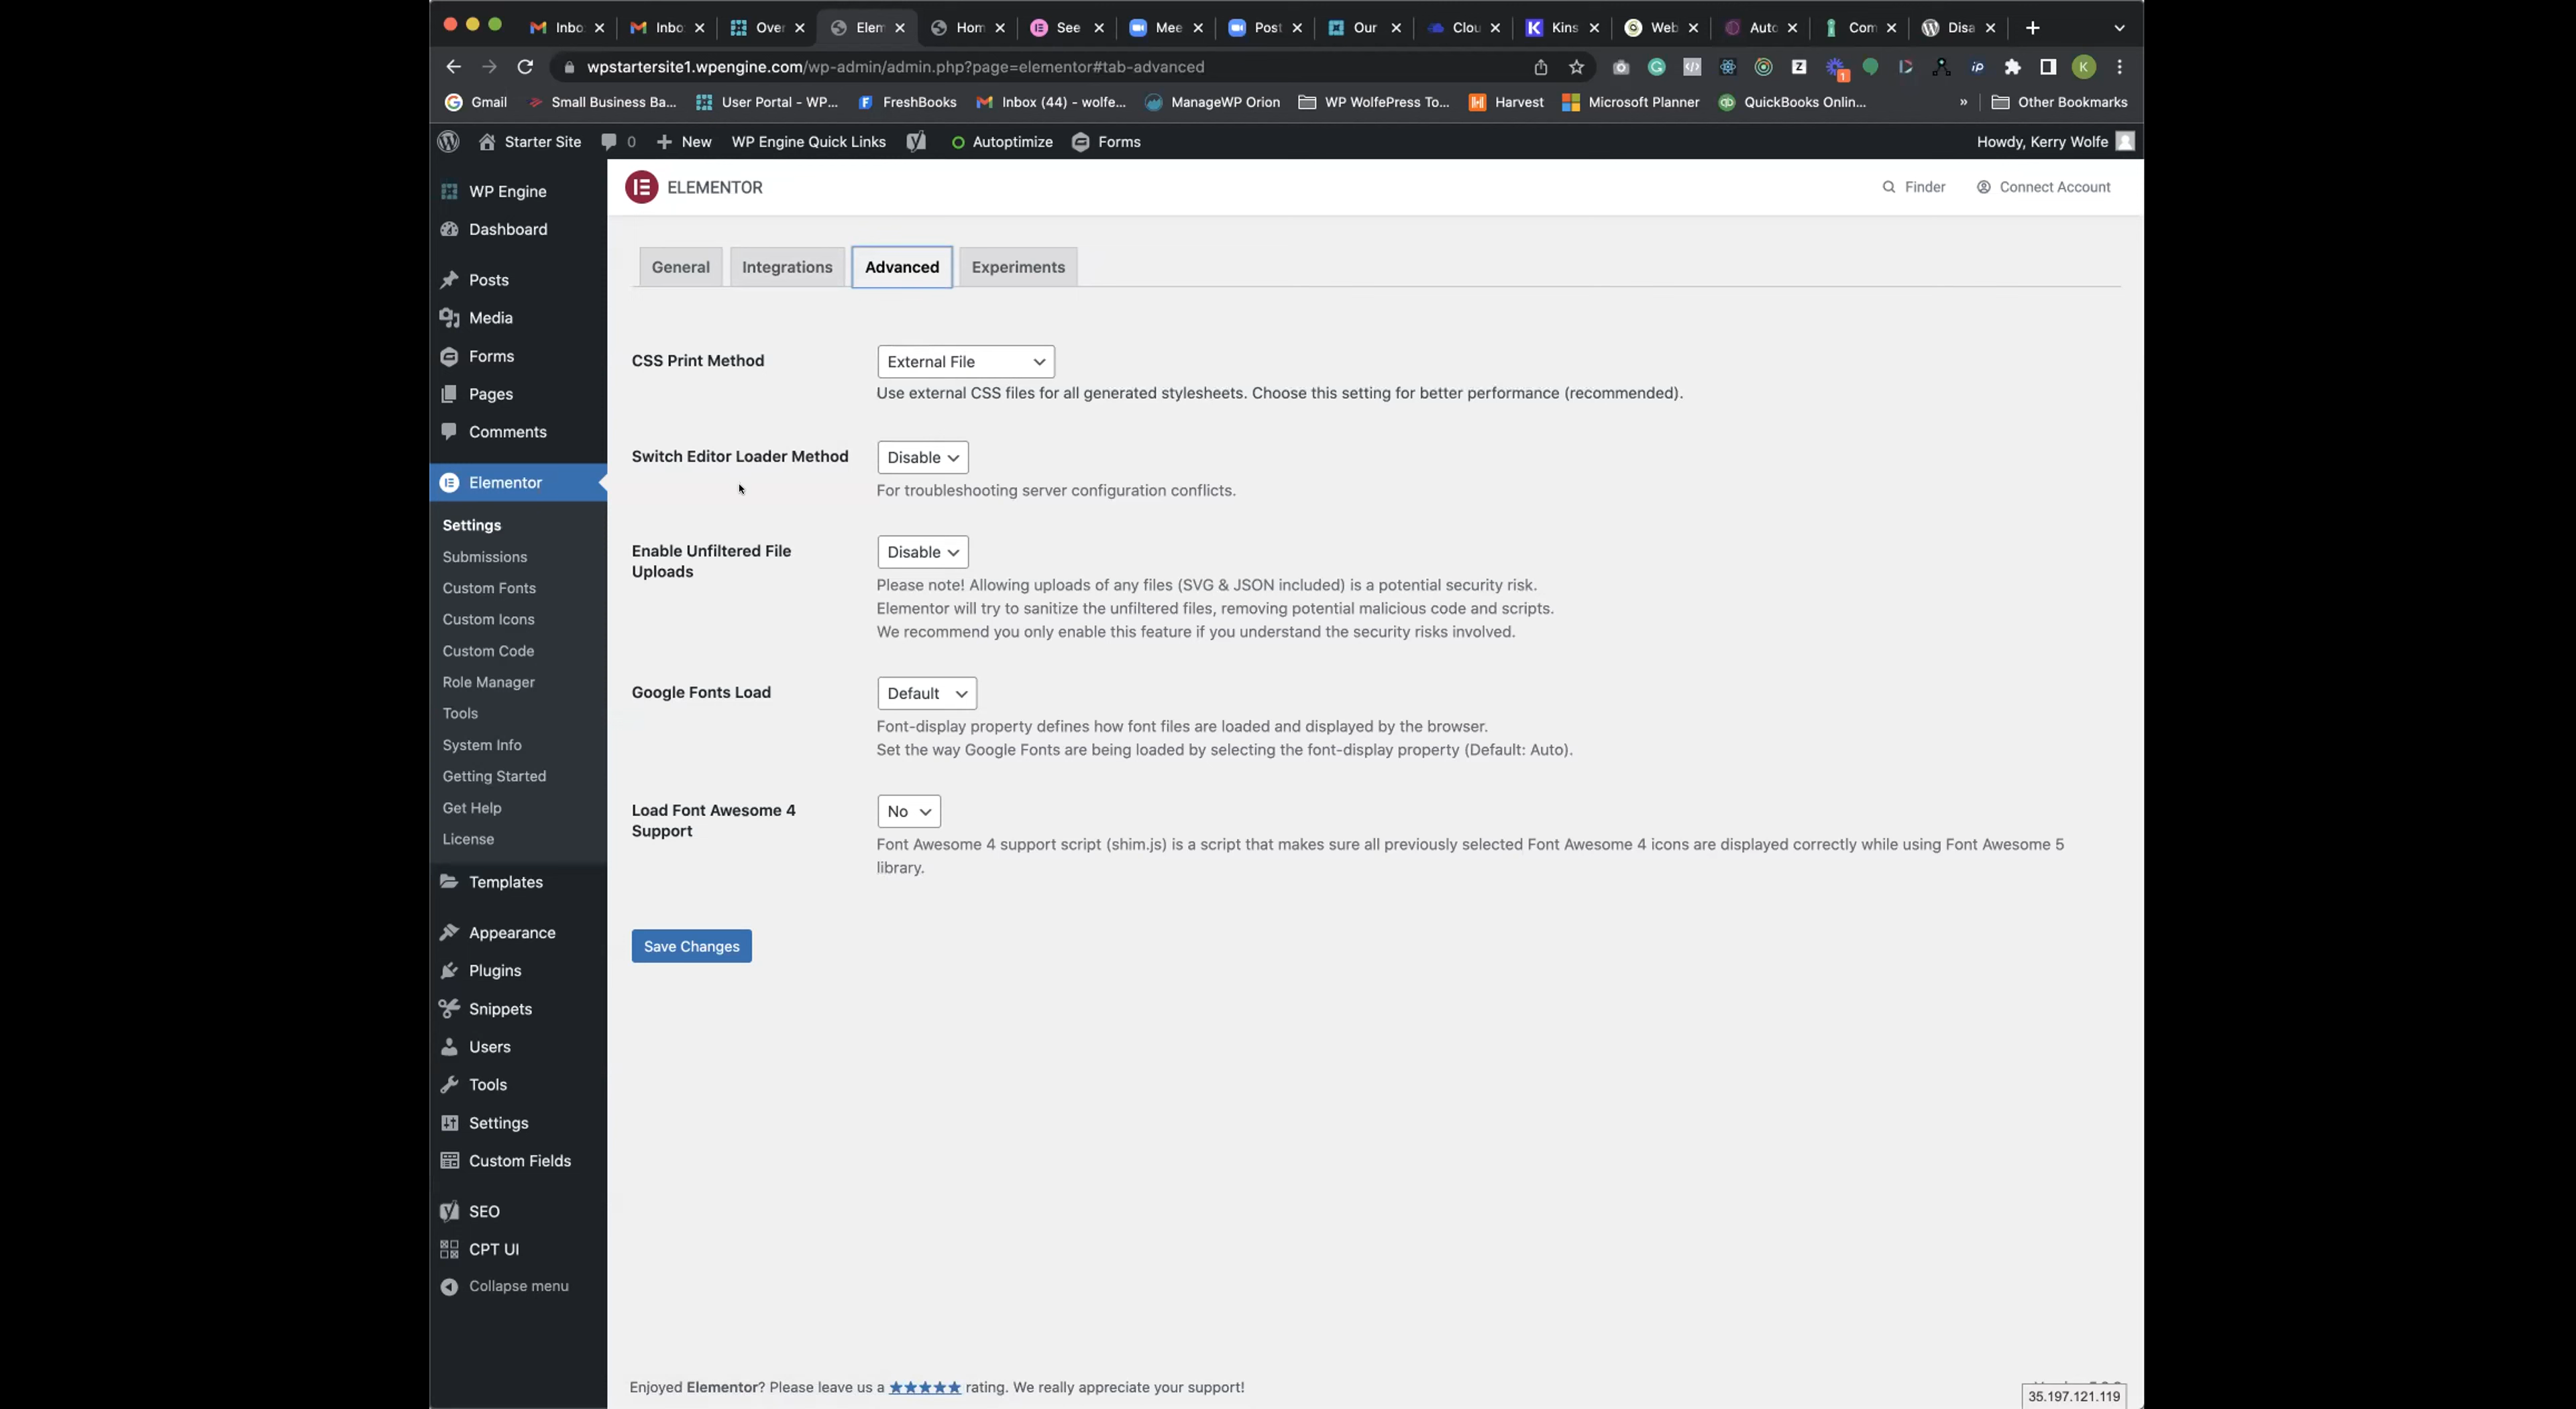 Inbo
Inbo
Over
Elem
Hom
See
Mee
Post
Our
Clou
Kins
Web
Auto
Com
Disa
wpstartersite1.wpengine.com/wp-admin/admin.php?page=elementor#tab-advanced
1
K
Gmail
Small Business Ba...
User Portal - WP...
FreshBooks
Inbox (44) - wolfe...
ManageWP Orion
WP WolfePress To...
Harvest
Microsoft Planner
QuickBooks Onlin...
»
Other Bookmarks
Starter Site
0
New
WP Engine Quick Links
Autoptimize
Forms
Howdy, Kerry Wolfe
WP Engine
Dashboard
Posts
Media
Forms
Pages
Comments
Elementor
Settings
Submissions
Custom Fonts
Custom Icons
Custom Code
Role Manager
Tools
System Info
Getting Started
Get Help
License
Templates
Appearance
Plugins
Snippets
Users
Tools
Settings
Custom Fields
SEO
CPT UI
Collapse menu
ELEMENTOR
Finder
Connect Account
General
Integrations
Advanced
Experiments
CSS Print Method
External File
Use external CSS files for all generated stylesheets. Choose this setting for better performance (recommended).
Switch Editor Loader Method
Disable
For troubleshooting server configuration conflicts.
Enable Unfiltered File
Uploads
Disable
Please note! Allowing uploads of any files (SVG & JSON included) is a potential security risk.
Elementor will try to sanitize the unfiltered files, removing potential malicious code and scripts.
We recommend you only enable this feature if you understand the security risks involved.
Google Fonts Load
Default
Font-display property defines how font files are loaded and displayed by the browser.
Set the way Google Fonts are being loaded by selecting the font-display property (Default: Auto).
Load Font Awesome 4
Support
No
Font Awesome 4 support script (shim.js) is a script that makes sure all previously selected Font Awesome 4 icons are displayed correctly while using Font Awesome 5
library.
Save Changes
Enjoyed Elementor? Please leave us a ★★★★★ rating. We really appreciate your support!
35.197.121.119